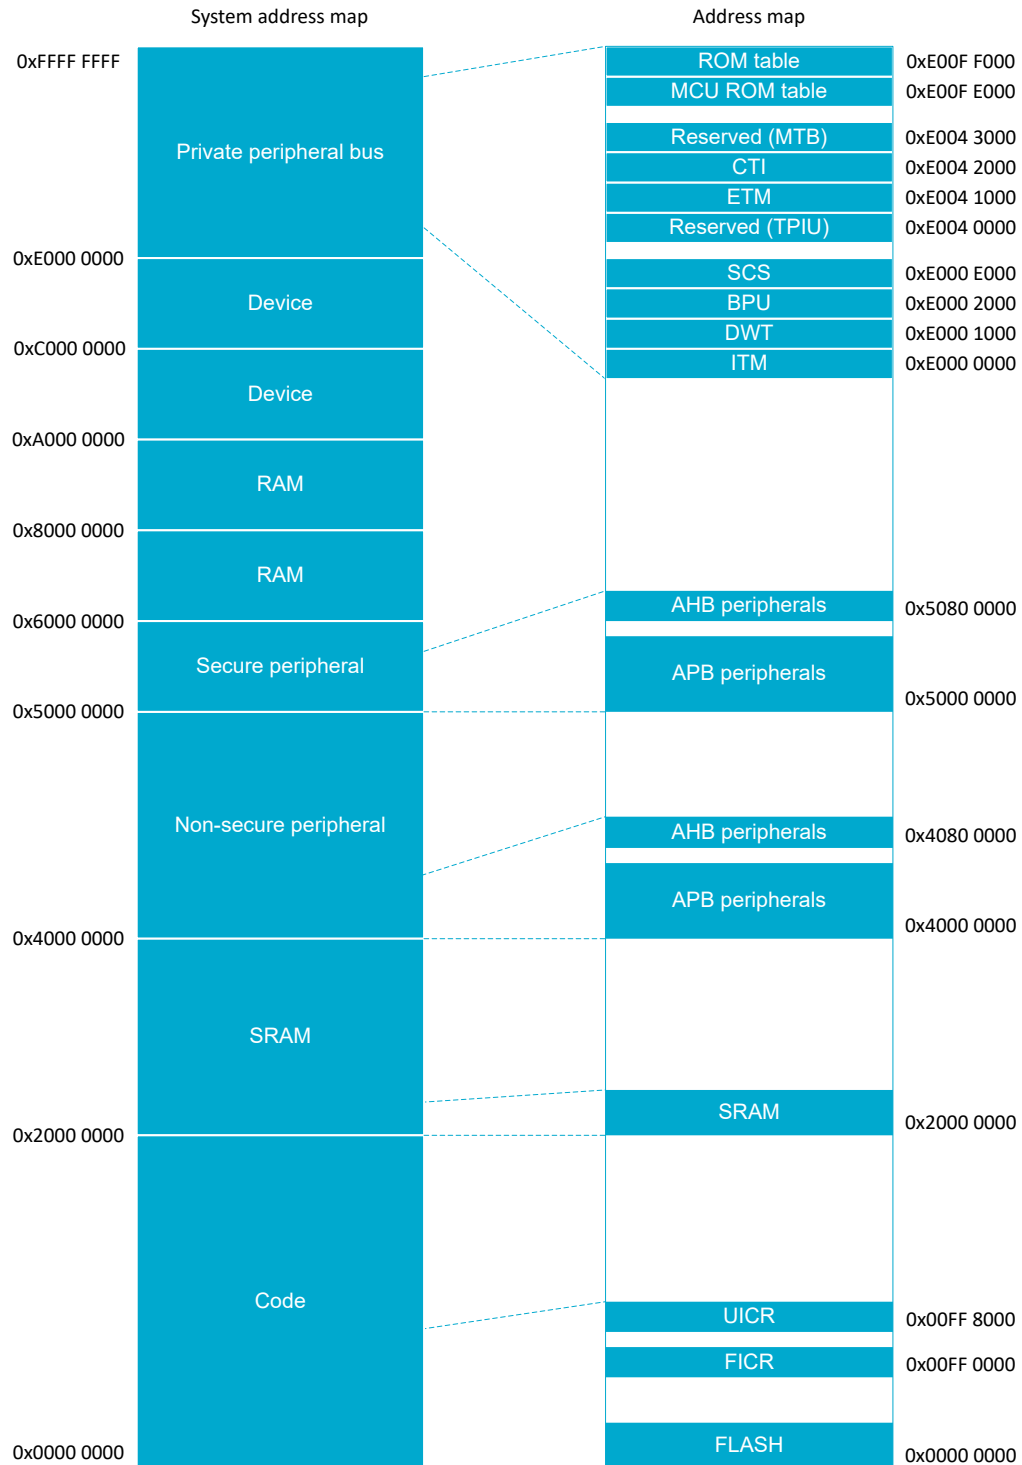 System address map
0xFFFF FFFF
Private peripheral bus
0xE000 0000
Device
0xC000 0000
Device
0xA000 0000
RAM
0x8000 0000
RAM
0x6000 0000
Secure peripheral
0x5000 0000
Non-secure peripheral
0x4000 0000
SRAM
0x2000 0000
Code
0x0000 0000
Address map
ROM table 0xE00F F000
MCU ROM table 0xE00F E000
Reserved (MTB) 0xE004 3000
CTI 0xE004 2000
ETM 0xE004 1000
Reserved (TPIU) 0xE004 0000
SCS 0xE000 E000
BPU 0xE000 2000
DWT 0xE000 1000
ITM 0xE000 0000
AHB peripherals 0x5080 0000
APB peripherals
0x5000 0000
AHB peripherals 0x4080 0000
APB peripherals
0x4000 0000
SRAM 0x2000 0000
UICR 0x00FF 8000
FICR 0x00FF 0000
FLASH 0x0000 0000